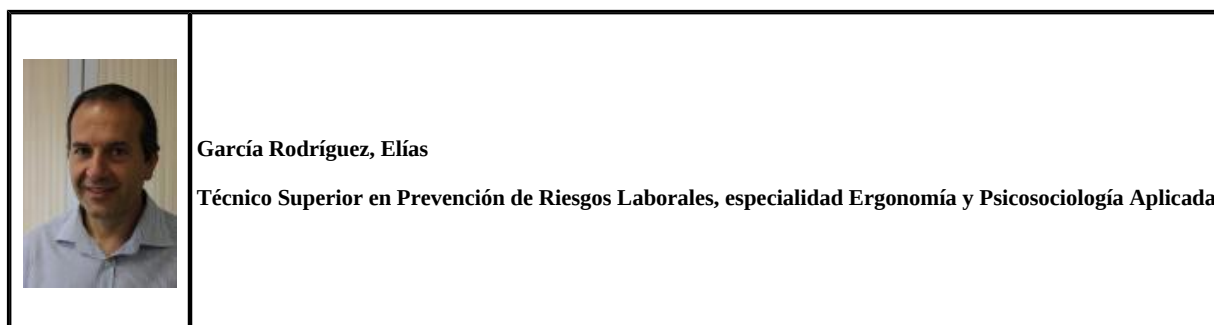 García Rodríguez, Elías
Técnico Superior en Prevención de Riesgos Laborales, especialidad Ergonomía y Psicosociología Aplicada